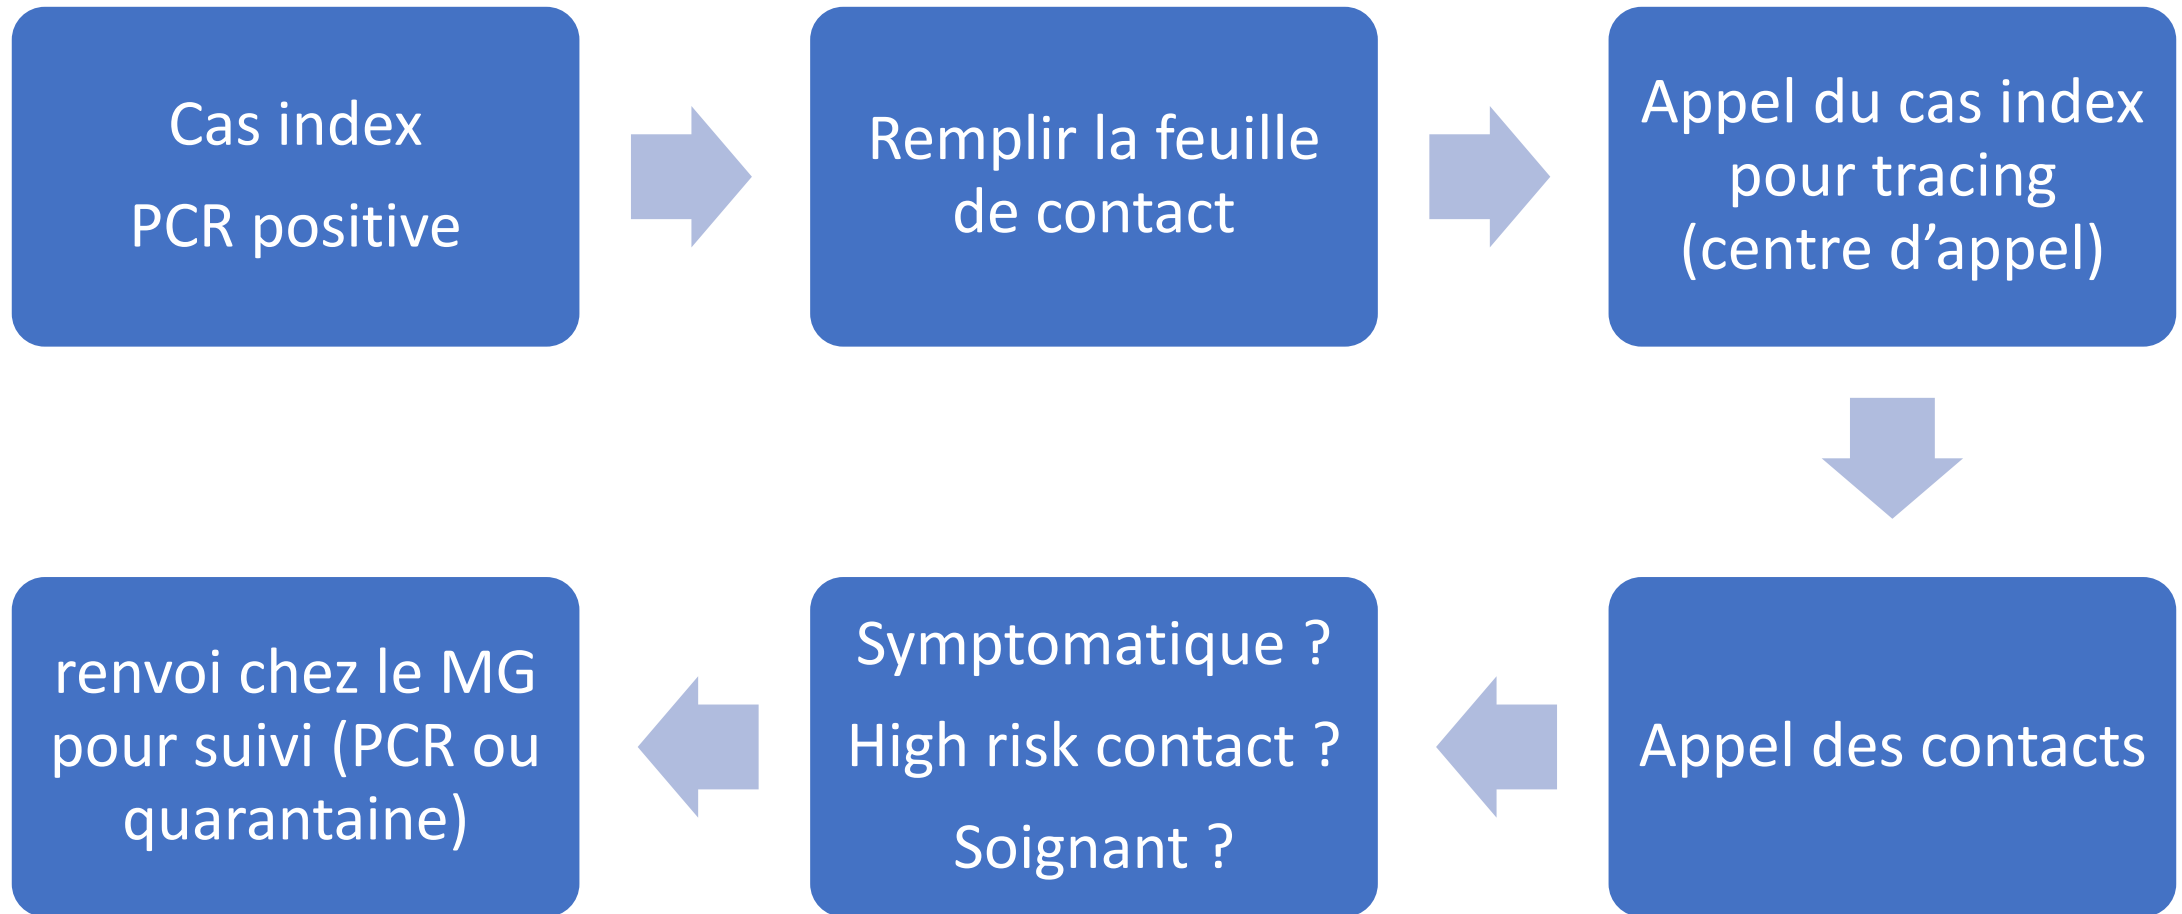 Cas index
PCR positive
Remplir la feuille
de contact
Appel du cas index
pour tracing
(centre d’appel)
Appel des contacts
Symptomatique ?
High risk contact ?
Soignant ?
renvoi chez le MG
pour suivi (PCR ou
quarantaine)